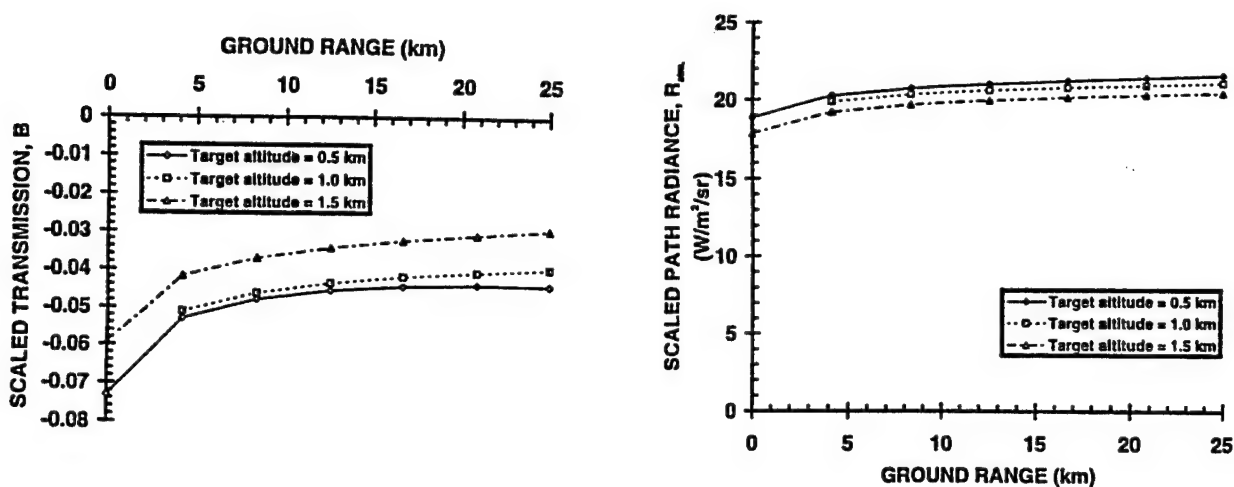 GROUND RANGE (km)
0 5 10 15 20 25
SCALED TRANSMISSION, B
0
-0.01
-0.02
-0.03
-0.04
-0.05
-0.06
-0.07
-0.08
Target altitude = 0.5 km
Target altitude = 1.0 km
Target altitude = 1.5 km
SCALED PATH RADIANCE, R
(W/m²/sr)
25
20
15
10
5
0
Target altitude = 0.5 km
Target altitude = 1.0 km
Target altitude = 1.5 km
0 5 10 15 20 25
GROUND RANGE (km)